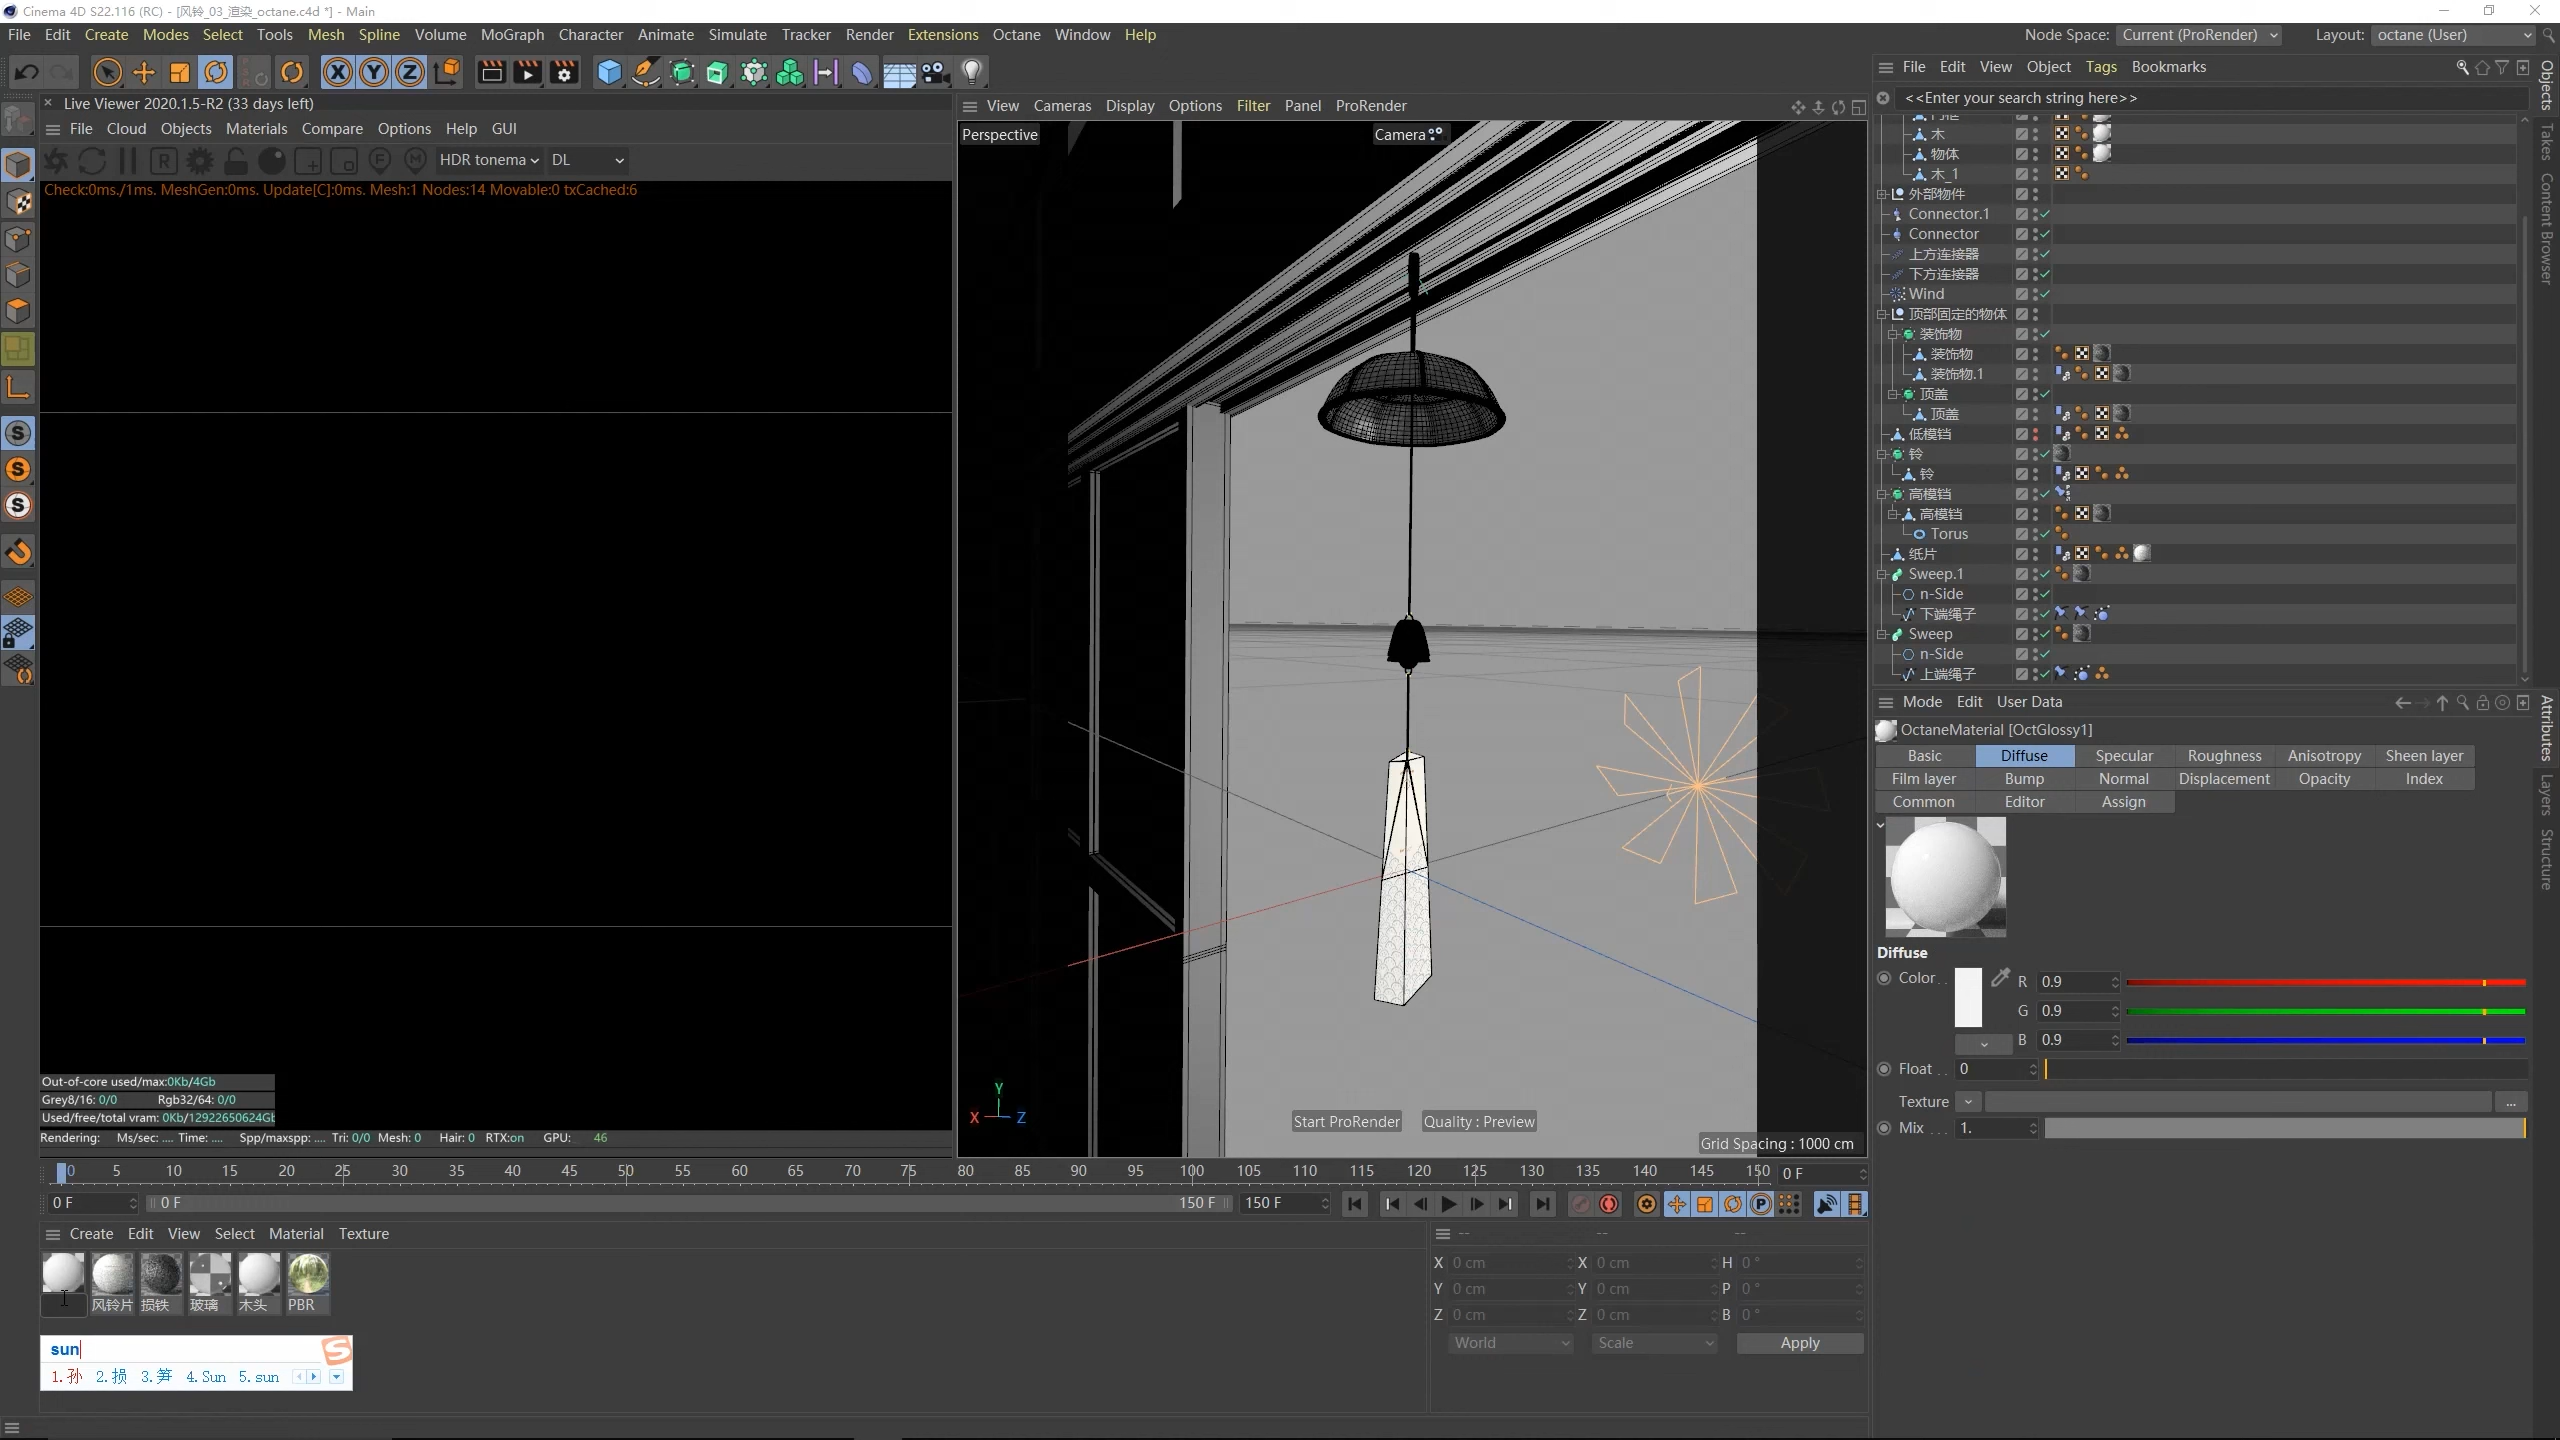 Cinema 4D S22.116 (RC) - [风铃_03_渲染_octane.c4d *] - Main
File Edit Create Modes Select Tools Mesh Spline Volume MoGraph Character Animate Simulate Tracker Render Extensions Octane Window Help
Node Space: Current (ProRender) Layout: octane (User)
Live Viewer 2020.1.5-R2 (33 days left)
File Cloud Objects Materials Compare Options Help GUI
HDR tonema DL
Check:0ms./1ms. MeshGen:0ms. Update[C]:0ms. Mesh:1 Nodes:14 Movable:0 txCached:6
Out-of-core used/max:0Kb/4Gb
Grey8/16: 0/0 Rgb32/64: 0/0
Used/free/total vram: 0Kb/12922650624Gb
Rendering: Ms/sec: .... Time: .... Spp/maxspp: .... Tri: 0/0 Mesh: 0 Hair: 0 RTX:on GPU: 46
View Cameras Display Options Filter Panel ProRender
Perspective
Camera
Y
X Z
Start ProRender Quality : Preview
Grid Spacing : 1000 cm
0 5 10 15 20 25 30 35 40 45 50 55 60 65 70 75 80 85 90 95 100 105 110 115 120 125 130 135 140 145 150 0 F
0 F 0 F 150 F 150 F
Create Edit View Select Material Texture
风铃片 损铁 玻璃 木头 PBR
sun
1.孙 2.损 3.笋 4.Sun 5.sun
-- -- --
X 0 cm X 0 cm H 0 °
Y 0 cm Y 0 cm P 0 °
Z 0 cm Z 0 cm B 0 °
World Scale Apply
File Edit View Object Tags Bookmarks
<<Enter your search string here>>
木
物体
木_1
外部物件
Connector.1
Connector
上方连接器
下方连接器
Wind
顶部固定的物体
装饰物
装饰物
装饰物.1
顶盖
顶盖
低模铛
铃
铃
高模铛
高模铛
Torus
纸片
Sweep.1
n-Side
下端绳子
Sweep
n-Side
上端绳子
Mode Edit User Data
OctaneMaterial [OctGlossy1]
Basic Diffuse Specular Roughness Anisotropy Sheen layer
Film layer Bump Normal Displacement Opacity Index
Common Editor Assign
Diffuse
Color . . R 0.9
G 0.9
B 0.9
Float . . 0
Texture ...
Mix . . . 1.
Objects
Takes
Content Browser
Attributes
Layers
Structure